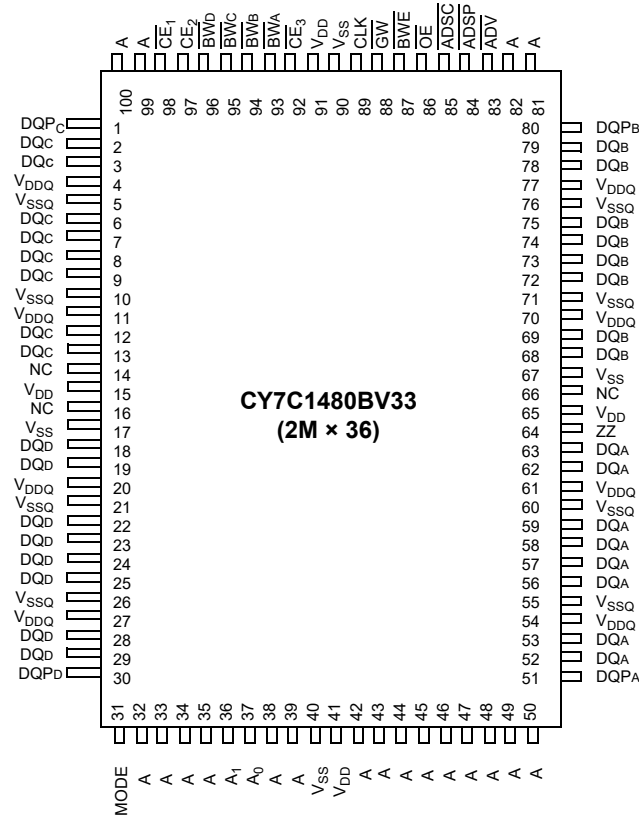 A A CE1 CE2 BWD BWC BWB BWA CE3 VDD VSS CLK GW BWE OE ADSC ADSP ADV A A
100 99 98 97 96 95 94 93 92 91 90 89 88 87 86 85 84 83 82 81
DQPC 1 80 DQPB
DQC 2 79 DQB
DQC 3 78 DQB
VDDQ 4 77 VDDQ
VSSQ 5 76 VSSQ
DQC 6 75 DQB
DQC 7 74 DQB
DQC 8 73 DQB
DQC 9 72 DQB
VSSQ 10 71 VSSQ
VDDQ 11 70 VDDQ
DQC 12 69 DQB
DQC 13 68 DQB
NC 14 67 VSS
VDD 15 66 NC
NC 16 65 VDD
VSS 17 64 ZZ
CY7C1480BV33
(2M × 36)
DQD 18 63 DQA
DQD 19 62 DQA
VDDQ 20 61 VDDQ
VSSQ 21 60 VSSQ
DQD 22 59 DQA
DQD 23 58 DQA
DQD 24 57 DQA
DQD 25 56 DQA
VSSQ 26 55 VSSQ
VDDQ 27 54 VDDQ
DQD 28 53 DQA
DQD 29 52 DQA
DQPD 30 51 DQPA
31 32 33 34 35 36 37 38 39 40 41 42 43 44 45 46 47 48 49 50
MODE A A A A A1 A0 A A VSS VDD A A A A A A A A A